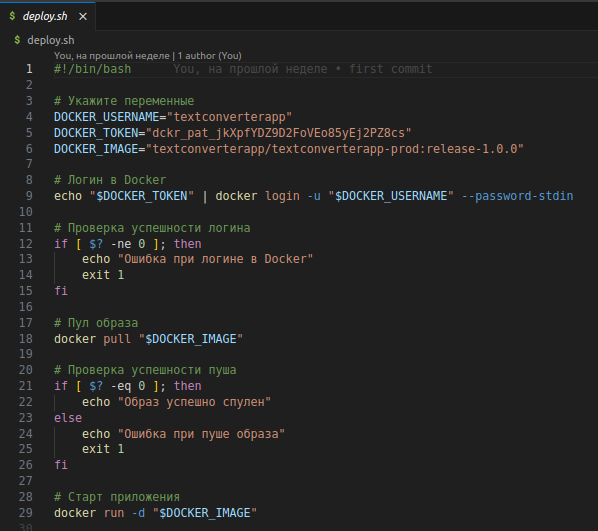 $ deploy.sh ×
$ deploy.sh
You, на прошлой неделе | 1 author (You)
1 #!/bin/bash You, на прошлой неделе • first commit
2
3 # Укажите переменные
4 DOCKER_USERNAME="textconverterapp"
5 DOCKER_TOKEN="dckr_pat_jkXpfYDZ9D2FoVEo85yEj2PZ8cs"
6 DOCKER_IMAGE="textconverterapp/textconverterapp-prod:release-1.0.0"
7
8 # Логин в Docker
9 echo "$DOCKER_TOKEN" | docker login -u "$DOCKER_USERNAME" --password-stdin
10
11 # Проверка успешности логина
12 if [ $? -ne 0 ]; then
13 echo "Ошибка при логине в Docker"
14 exit 1
15 fi
16
17 # Пул образа
18 docker pull "$DOCKER_IMAGE"
19
20 # Проверка успешности пуша
21 if [ $? -eq 0 ]; then
22 echo "Образ успешно спулен"
23 else
24 echo "Ошибка при пуше образа"
25 exit 1
26 fi
27
28 # Старт приложения
29 docker run -d "$DOCKER_IMAGE"
30